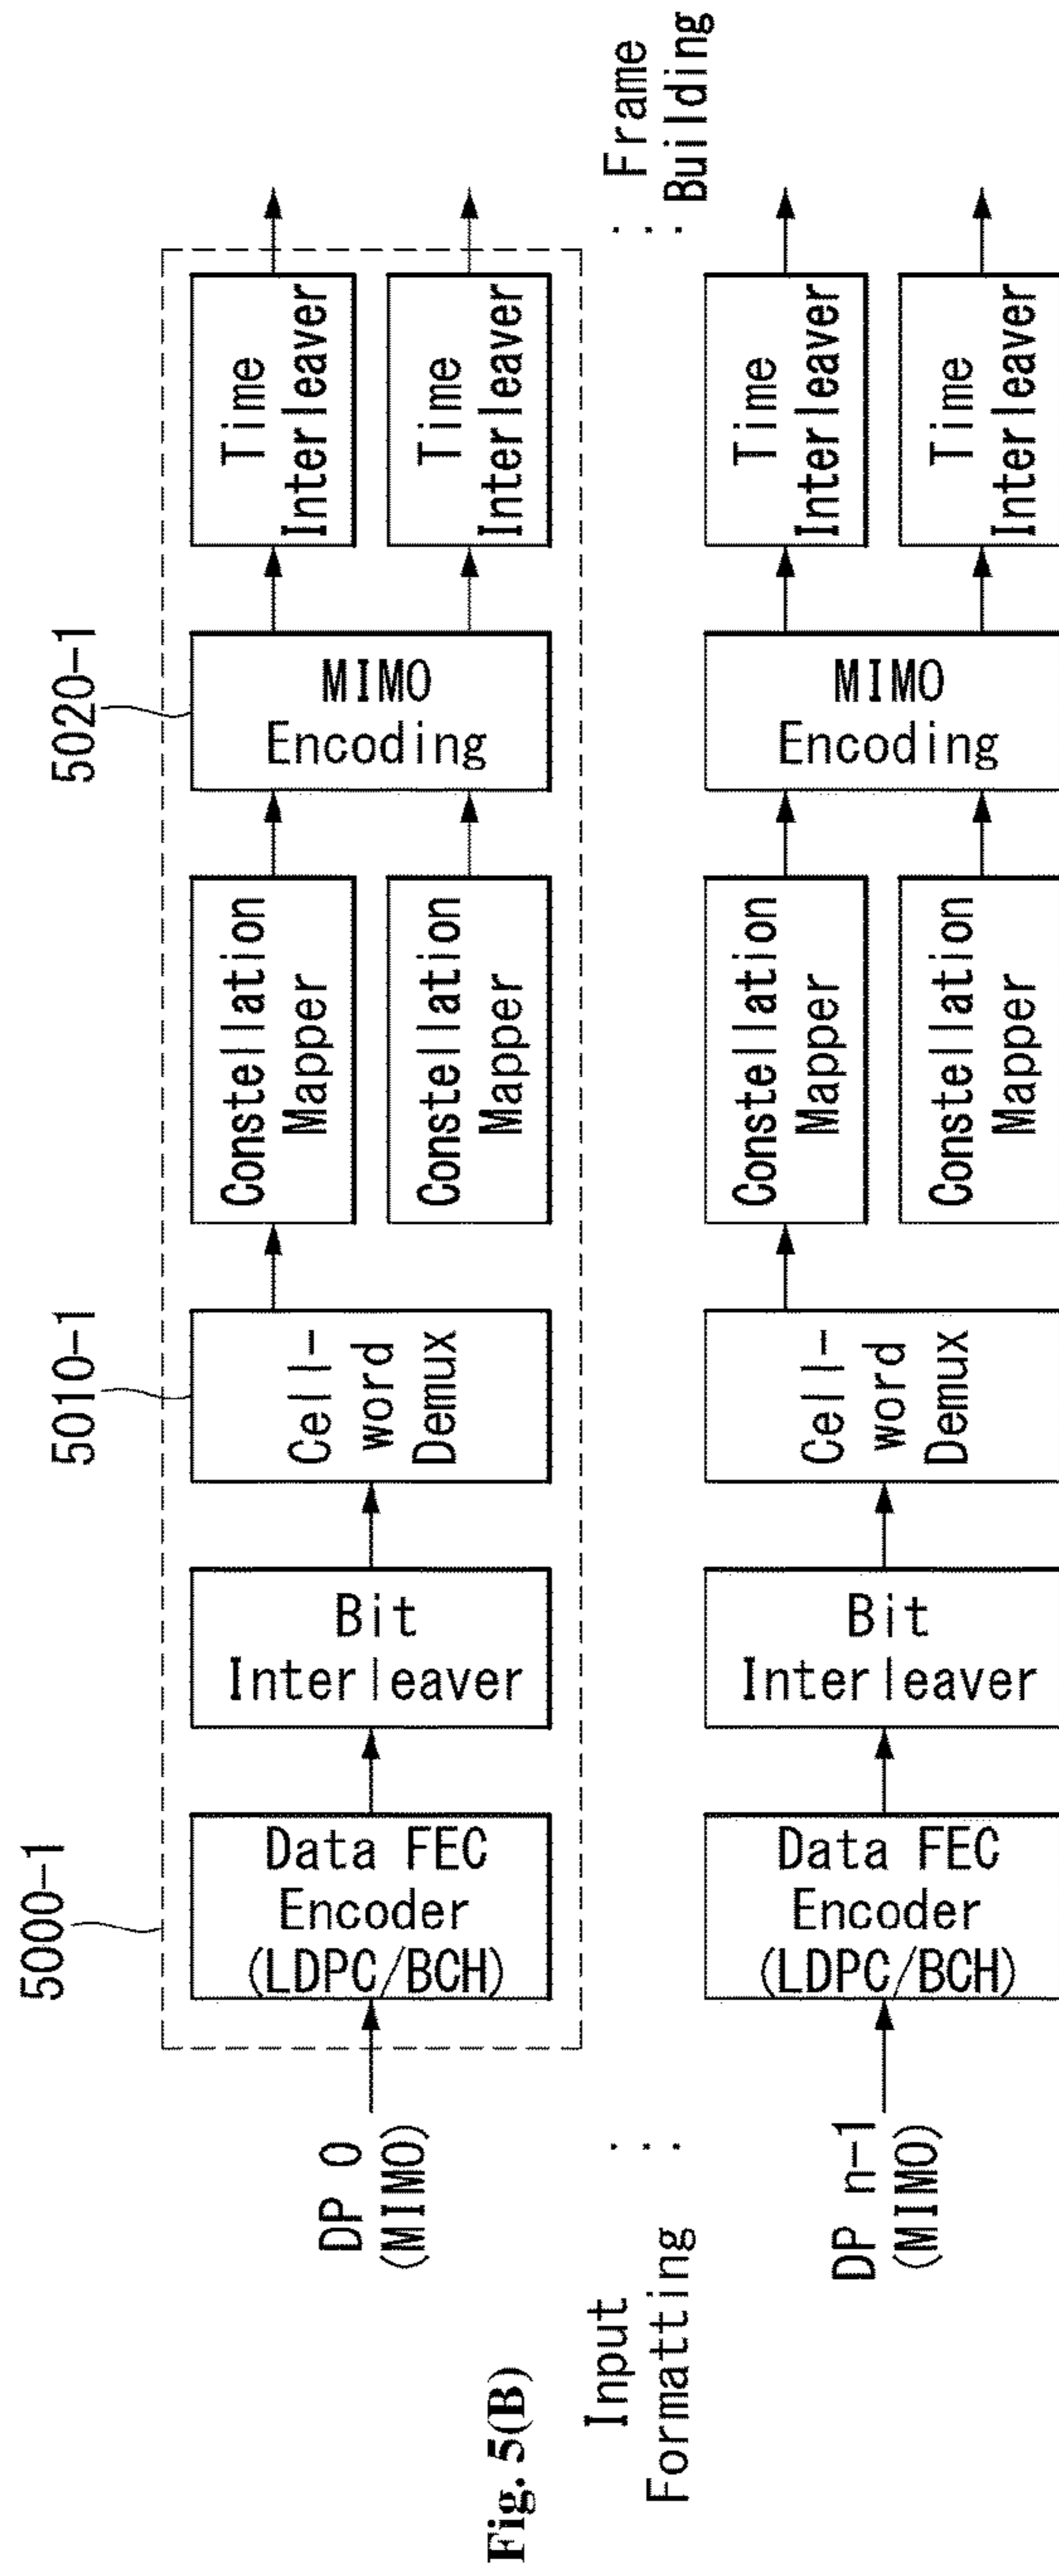 Fig. 5(B)
Input
Formatting
DP 0
(MIMO)
5000-1
Data FEC
Encoder
(LDPC/BCH)
Bit
Interleaver
5010-1
Cell-
word
Demux
Constellation
Mapper
Constellation
Mapper
5020-1
MIMO
Encoding
Time
Interleaver
Time
Interleaver
...
...
Frame
Building
DP n-1
(MIMO)
Data FEC
Encoder
(LDPC/BCH)
Bit
Interleaver
Cell-
word
Demux
Constellation
Mapper
Constellation
Mapper
MIMO
Encoding
Time
Interleaver
Time
Interleaver